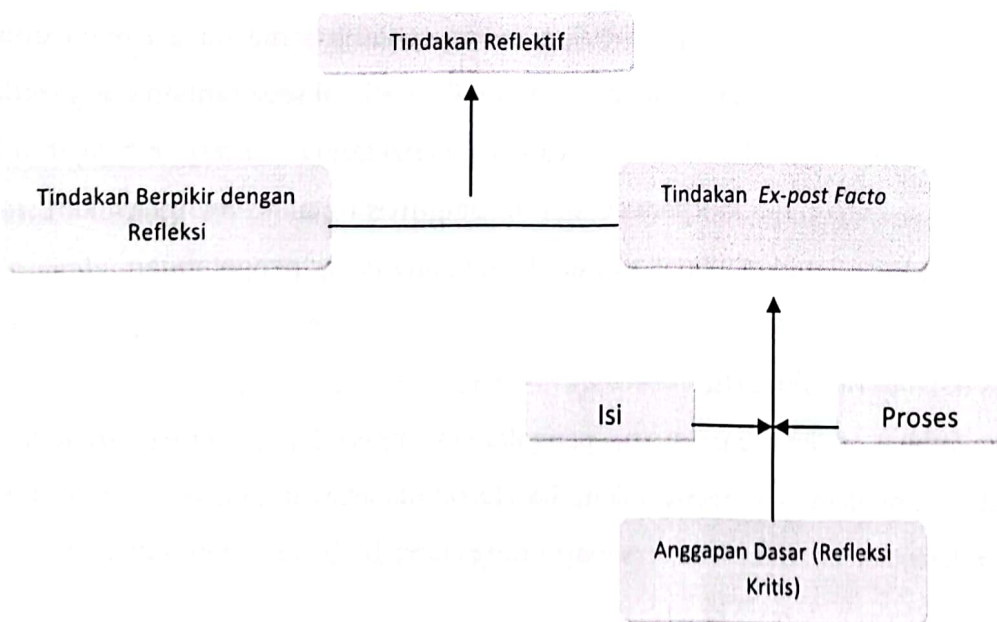 Tindakan Reflektif
Tindakan Berpikir dengan
Refleksi
Tindakan Ex-post Facto
Isi
Proses
Anggapan Dasar (Refleksi
Kritis)